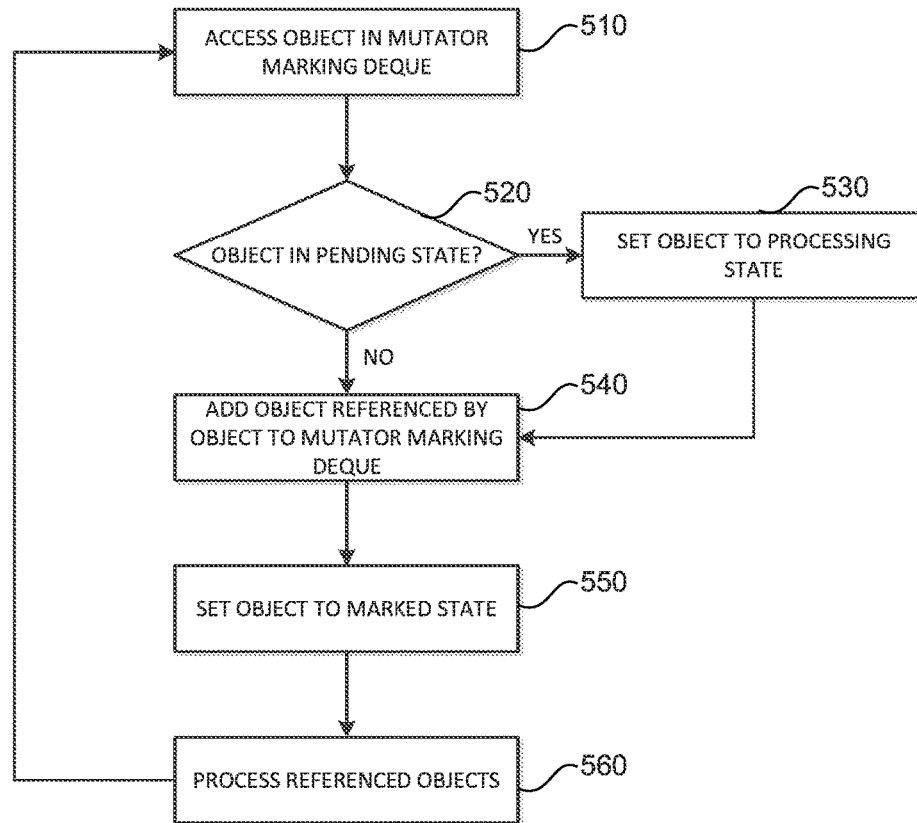 ACCESS OBJECT IN MUTATOR
MARKING DEQUE
510
520
OBJECT IN PENDING STATE?
YES
530
SET OBJECT TO PROCESSING
STATE
NO
540
ADD OBJECT REFERENCED BY
OBJECT TO MUTATOR MARKING
DEQUE
550
SET OBJECT TO MARKED STATE
PROCESS REFERENCED OBJECTS
560